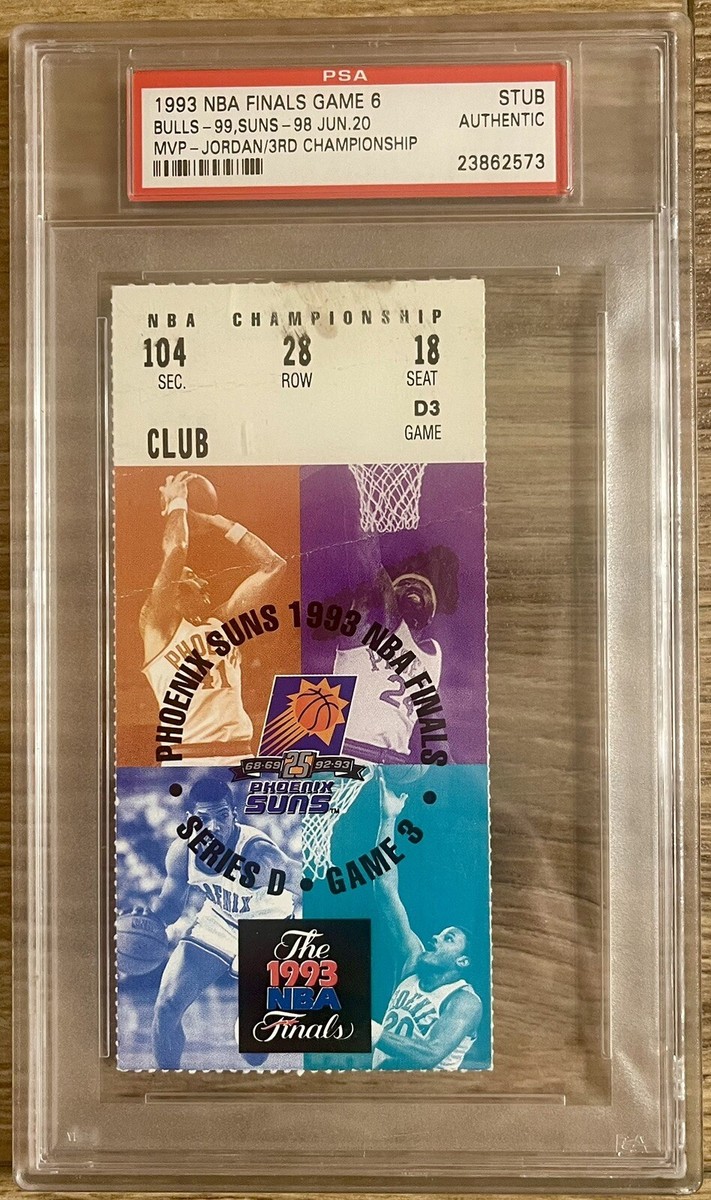 PSA
1993 NBA FINALS GAME 6 STUB
BULLS-99,SUNS-98 JUN.20 AUTHENTIC
MVP-JORDAN/3RD CHAMPIONSHIP
23862573
NBA CHAMPIONSHIP
104 28 18
SEC. ROW SEAT
D3
CLUB GAME
PHOENIX SUNS 1993 NBA FINALS
68-69 25 92-93
PHOENIX
SUNS
• SERIES D • GAME 3 •
The
1993
NBA
Finals
20